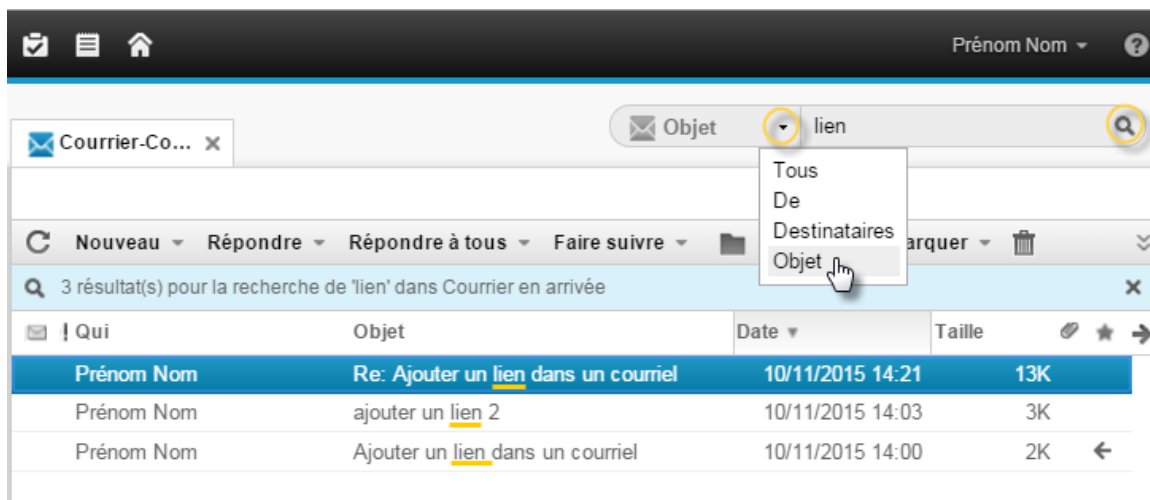 Prénom Nom
Courrier-Co...
Objet
lien
Tous
De
Destinataires
Objet
Nouveau Répondre Répondre à tous Faire suivre arquer
3 résultat(s) pour la recherche de 'lien' dans Courrier en arrivée
! Qui Objet Date Taille
Prénom Nom Re: Ajouter un lien dans un courriel 10/11/2015 14:21 13K
Prénom Nom ajouter un lien 2 10/11/2015 14:03 3K
Prénom Nom Ajouter un lien dans un courriel 10/11/2015 14:00 2K